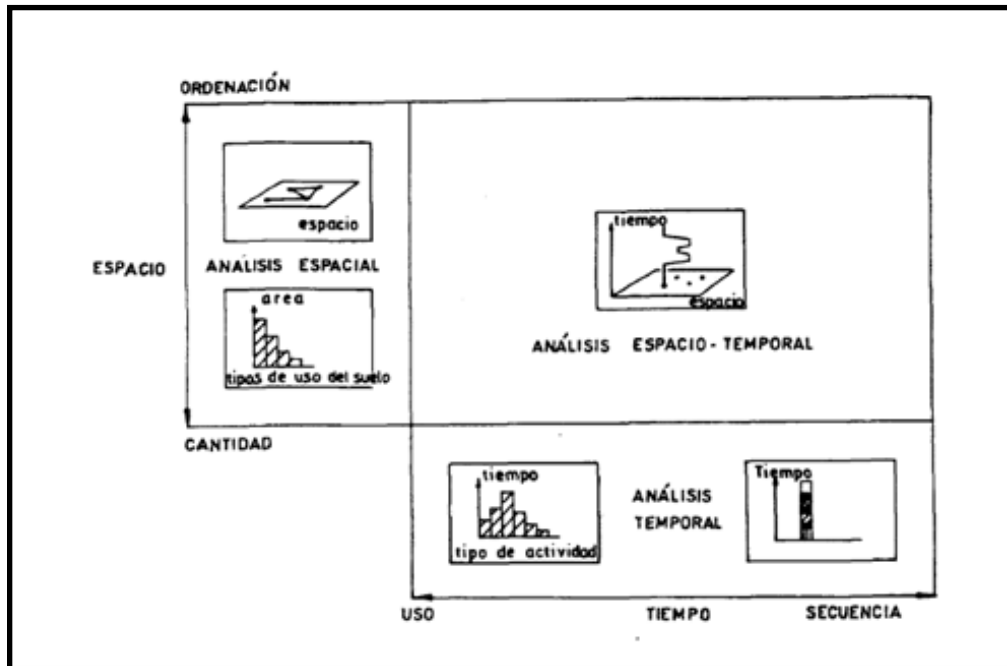 ORDENACIÓN
espacio
ESPACIO
ANÁLISIS ESPACIAL
area
tipos de uso del suelo
CANTIDAD
tiempo
espacio
ANÁLISIS ESPACIO - TEMPORAL
tiempo
tipo de actividad
ANÁLISIS
TEMPORAL
Tiempo
USO
TIEMPO
SECUENCIA